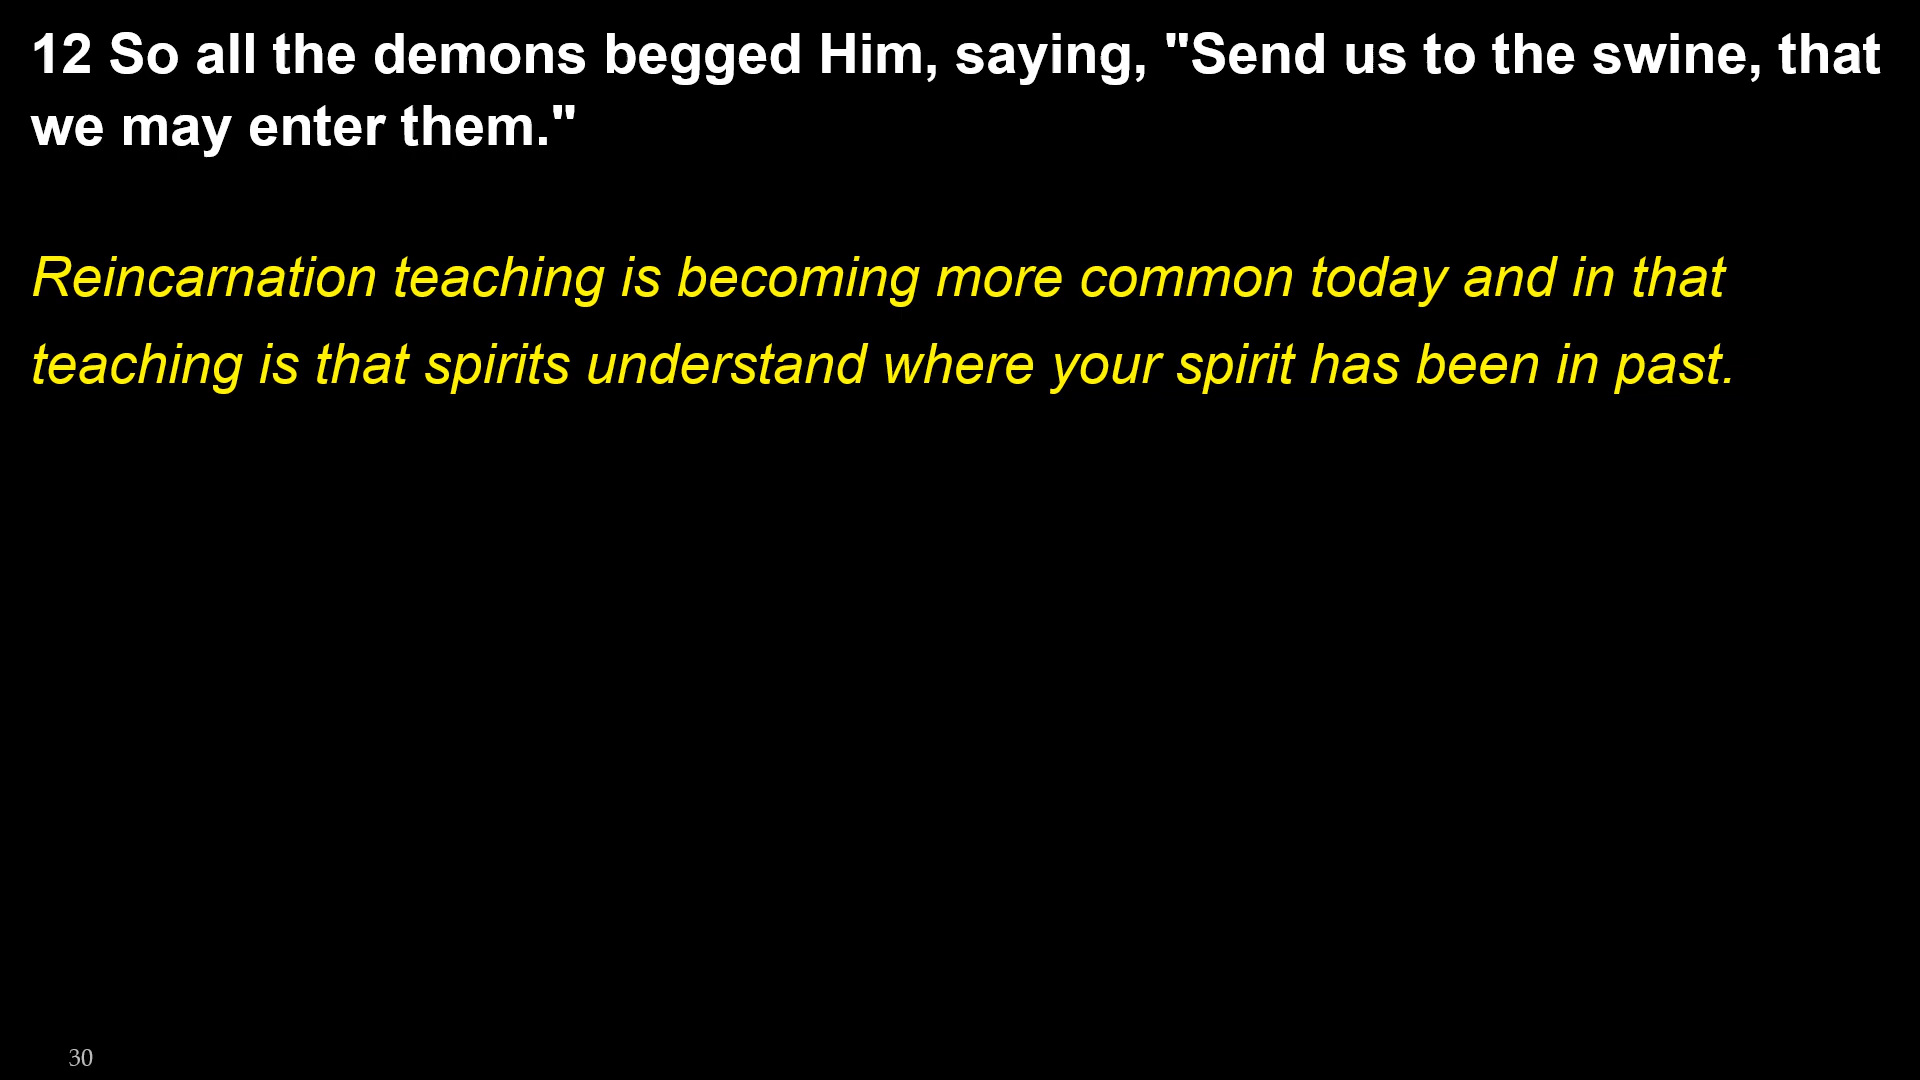 12 So all the demons begged Him, saying, "Send us to the swine, that
we may enter them."
Reincarnation teaching is becoming more common today and in that
teaching is that spirits understand where your spirit has been in past.
30